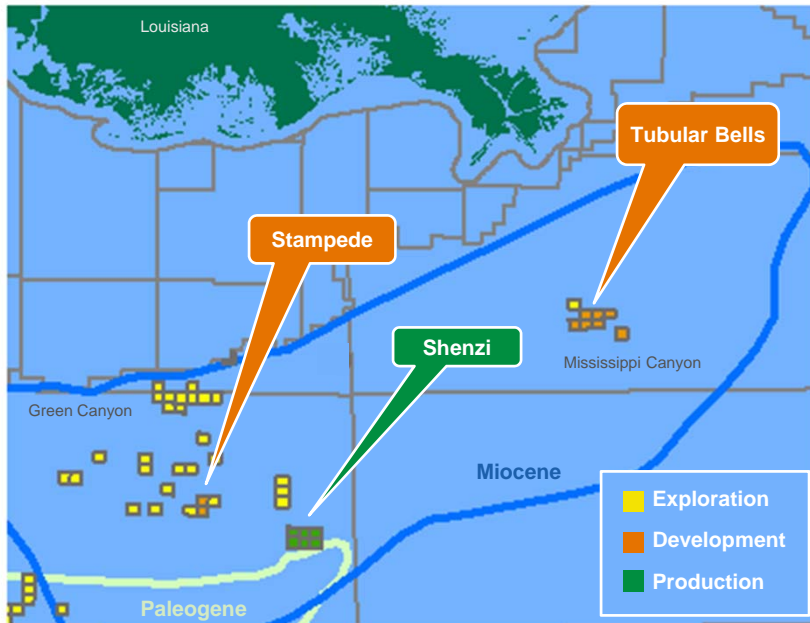 Louisiana
Tubular Bells
Stampede
Shenzi
Mississippi Canyon
Green Canyon
Miocene
Exploration
Development
Production
Paleogene